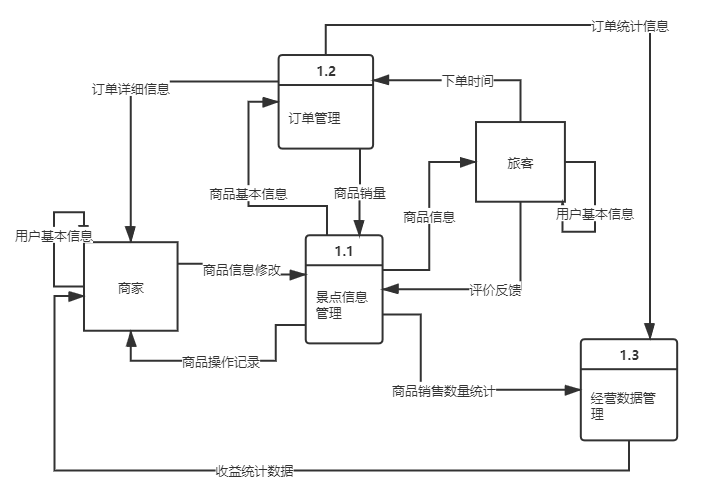 订单统计信息
1.2
订单详细信息
下单时间
订单管理
旅客
商品基本信息
商品销量
商品信息
用户基本信息
用户基本信息
1.1
商家
商品信息修改
景点信息
管理
评价反馈
1.3
商品操作记录
商品销售数量统计
经营数据管
理
收益统计数据